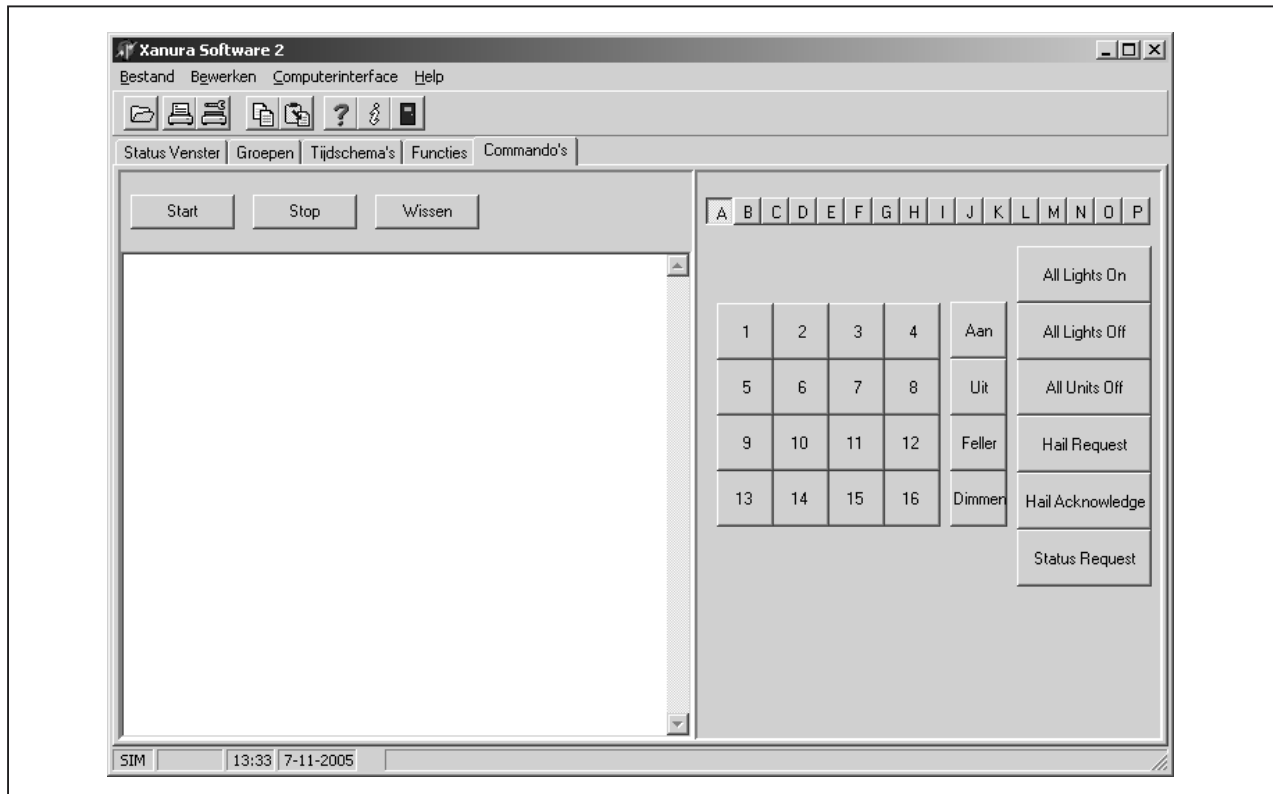 Xanura Software 2
Bestand Bewerken Computerinterface Help
Status Venster Groepen Tijdschema's Functies Commando's
Start Stop Wissen
A B C D E F G H I J K L M N O P
All Lights On
1 2 3 4 Aan All Lights Off
5 6 7 8 Uit All Units Off
9 10 11 12 Feller Hail Request
13 14 15 16 Dimmen Hail Acknowledge
Status Request
SIM 13:33 7-11-2005